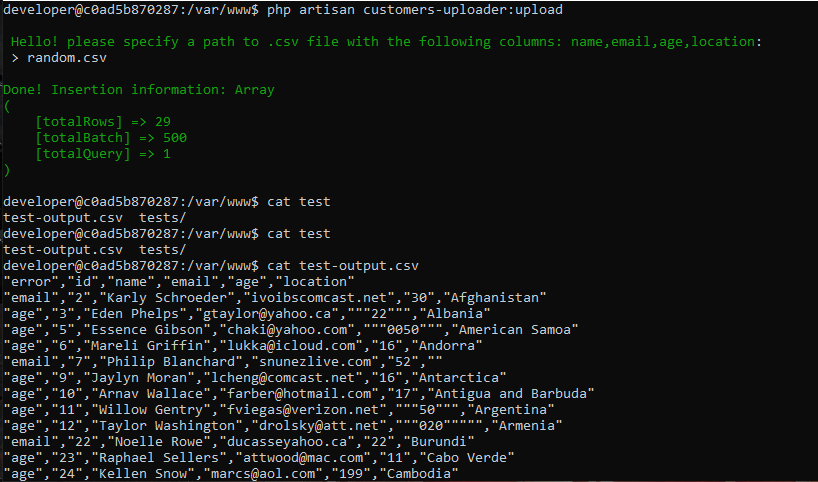 developer@c0ad5b870287:/var/www$ php artisan customers-uploader:upload
Hello! please specify a path to .csv file with the following columns: name,email,age,location:
> random.csv
Done! Insertion information: Array
(
[totalRows] => 29
[totalBatch] => 500
[totalQuery] => 1
)
developer@c0ad5b870287:/var/www$ cat test
test-output.csv  tests/
developer@c0ad5b870287:/var/www$ cat test
test-output.csv  tests/
developer@c0ad5b870287:/var/www$ cat test-output.csv
"error","id","name","email","age","location"
"email","2","Karly Schroeder","ivoibscomcast.net","30","Afghanistan"
"age","3","Eden Phelps","gtaylor@yahoo.ca","""22""","Albania"
"age","5","Essence Gibson","chaki@yahoo.com","""0050""","American Samoa"
"age","6","Mareli Griffin","lukka@icloud.com","16","Andorra"
"email","7","Philip Blanchard","snunezlive.com","52",""
"age","9","Jaylyn Moran","lcheng@comcast.net","16","Antarctica"
"age","10","Arnav Wallace","farber@hotmail.com","17","Antigua and Barbuda"
"age","11","Willow Gentry","fviegas@verizon.net","""50""","Argentina"
"age","12","Taylor Washington","drolsky@att.net","""020""""","Armenia"
"email","22","Noelle Rowe","ducasseyahoo.ca","22","Burundi"
"age","23","Raphael Sellers","attwood@mac.com","11","Cabo Verde"
"age","24","Kellen Snow","marcs@aol.com","199","Cambodia"